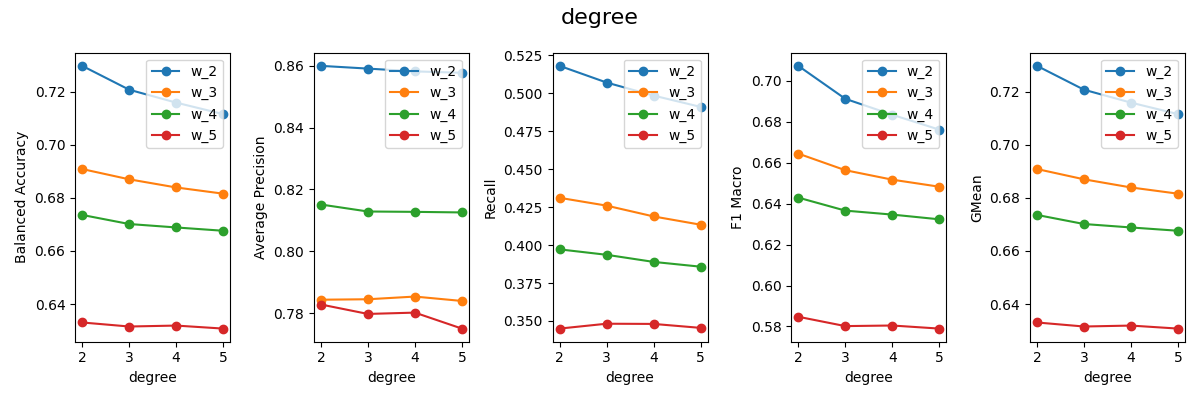 degree
Balanced Accuracy
0.72
0.70
0.68
0.66
0.64
2 3 4 5
degree
w_2
w_3
w_4
w_5
Average Precision
0.86
0.84
0.82
0.80
0.78
2 3 4 5
degree
w_2
w_3
w_4
w_5
Recall
0.525
0.500
0.475
0.450
0.425
0.400
0.375
0.350
2 3 4 5
degree
w_2
w_3
w_4
w_5
F1 Macro
0.70
0.68
0.66
0.64
0.62
0.60
0.58
2 3 4 5
degree
w_2
w_3
w_4
w_5
GMean
0.72
0.70
0.68
0.66
0.64
2 3 4 5
degree
w_2
w_3
w_4
w_5